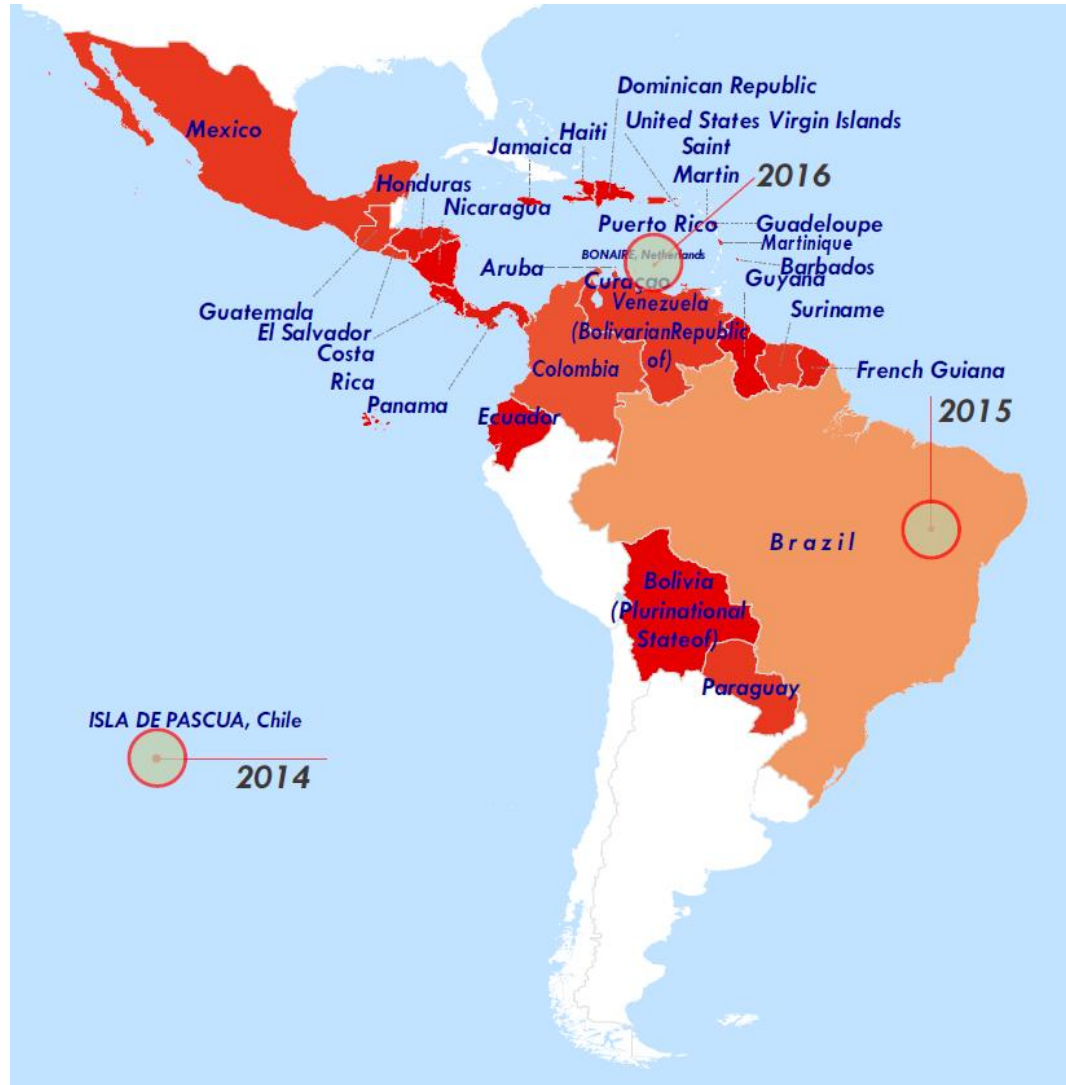 Dominican Republic
United States Virgin Islands
Mexico
Haiti
Jamaica
Saint
Martin
2016
Honduras
Nicaragua
Puerto Rico
Guadeloupe
Martinique
BONAIRE, Netherlands
Aruba
Barbados
Curaçao
Guyana
Venezuela
(BolivarianRepublic
of)
Suriname
Guatemala
El Salvador
Costa
Rica
Panama
Colombia
French Guiana
Ecuador
2015
Brazil
Bolivia
(Plurinational
Stateof)
Paraguay
ISLA DE PASCUA, Chile
2014